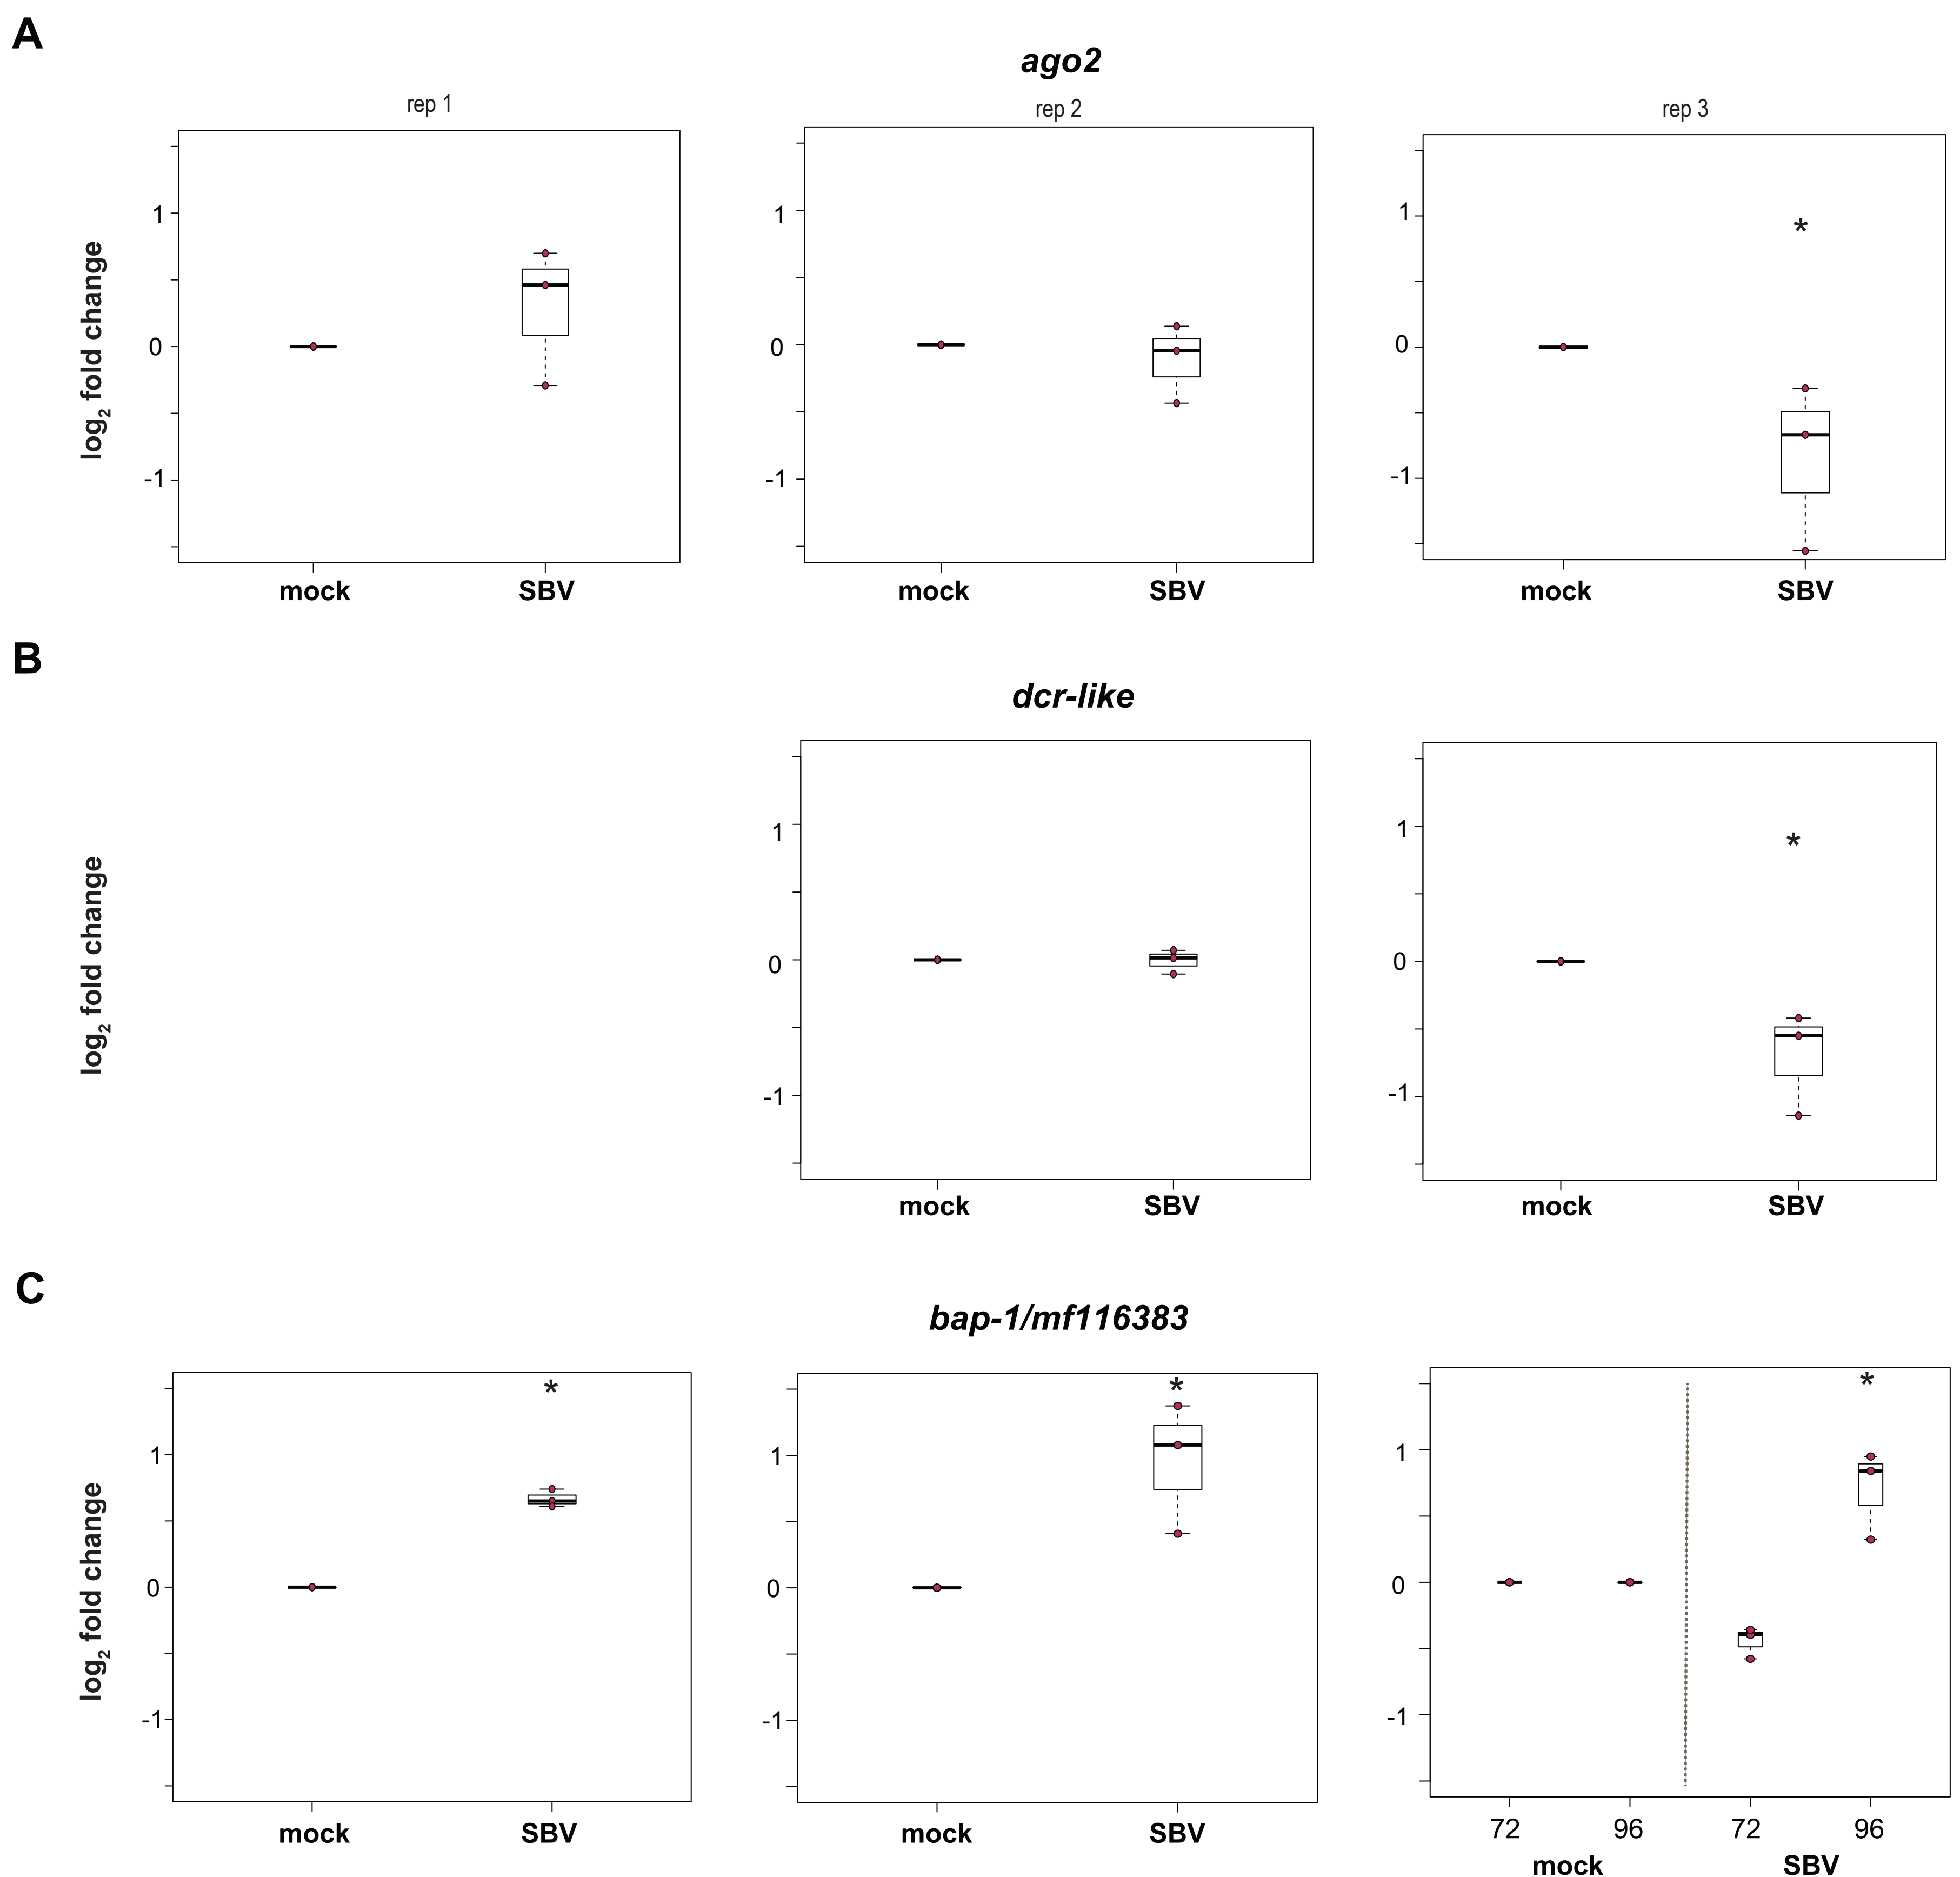 A
ago2
rep 1
rep 2
rep 3
log2 fold change
1
0
-1
mock
SBV
1
0
-1
mock
SBV
1
0
-1
*
mock
SBV
B
dcr-like
log2 fold change
1
0
-1
mock
SBV
1
0
-1
*
mock
SBV
C
bap-1/mf116383
log2 fold change
1
0
-1
*
mock
SBV
1
0
-1
*
mock
SBV
1
0
-1
*
72 96 72 96
mock SBV